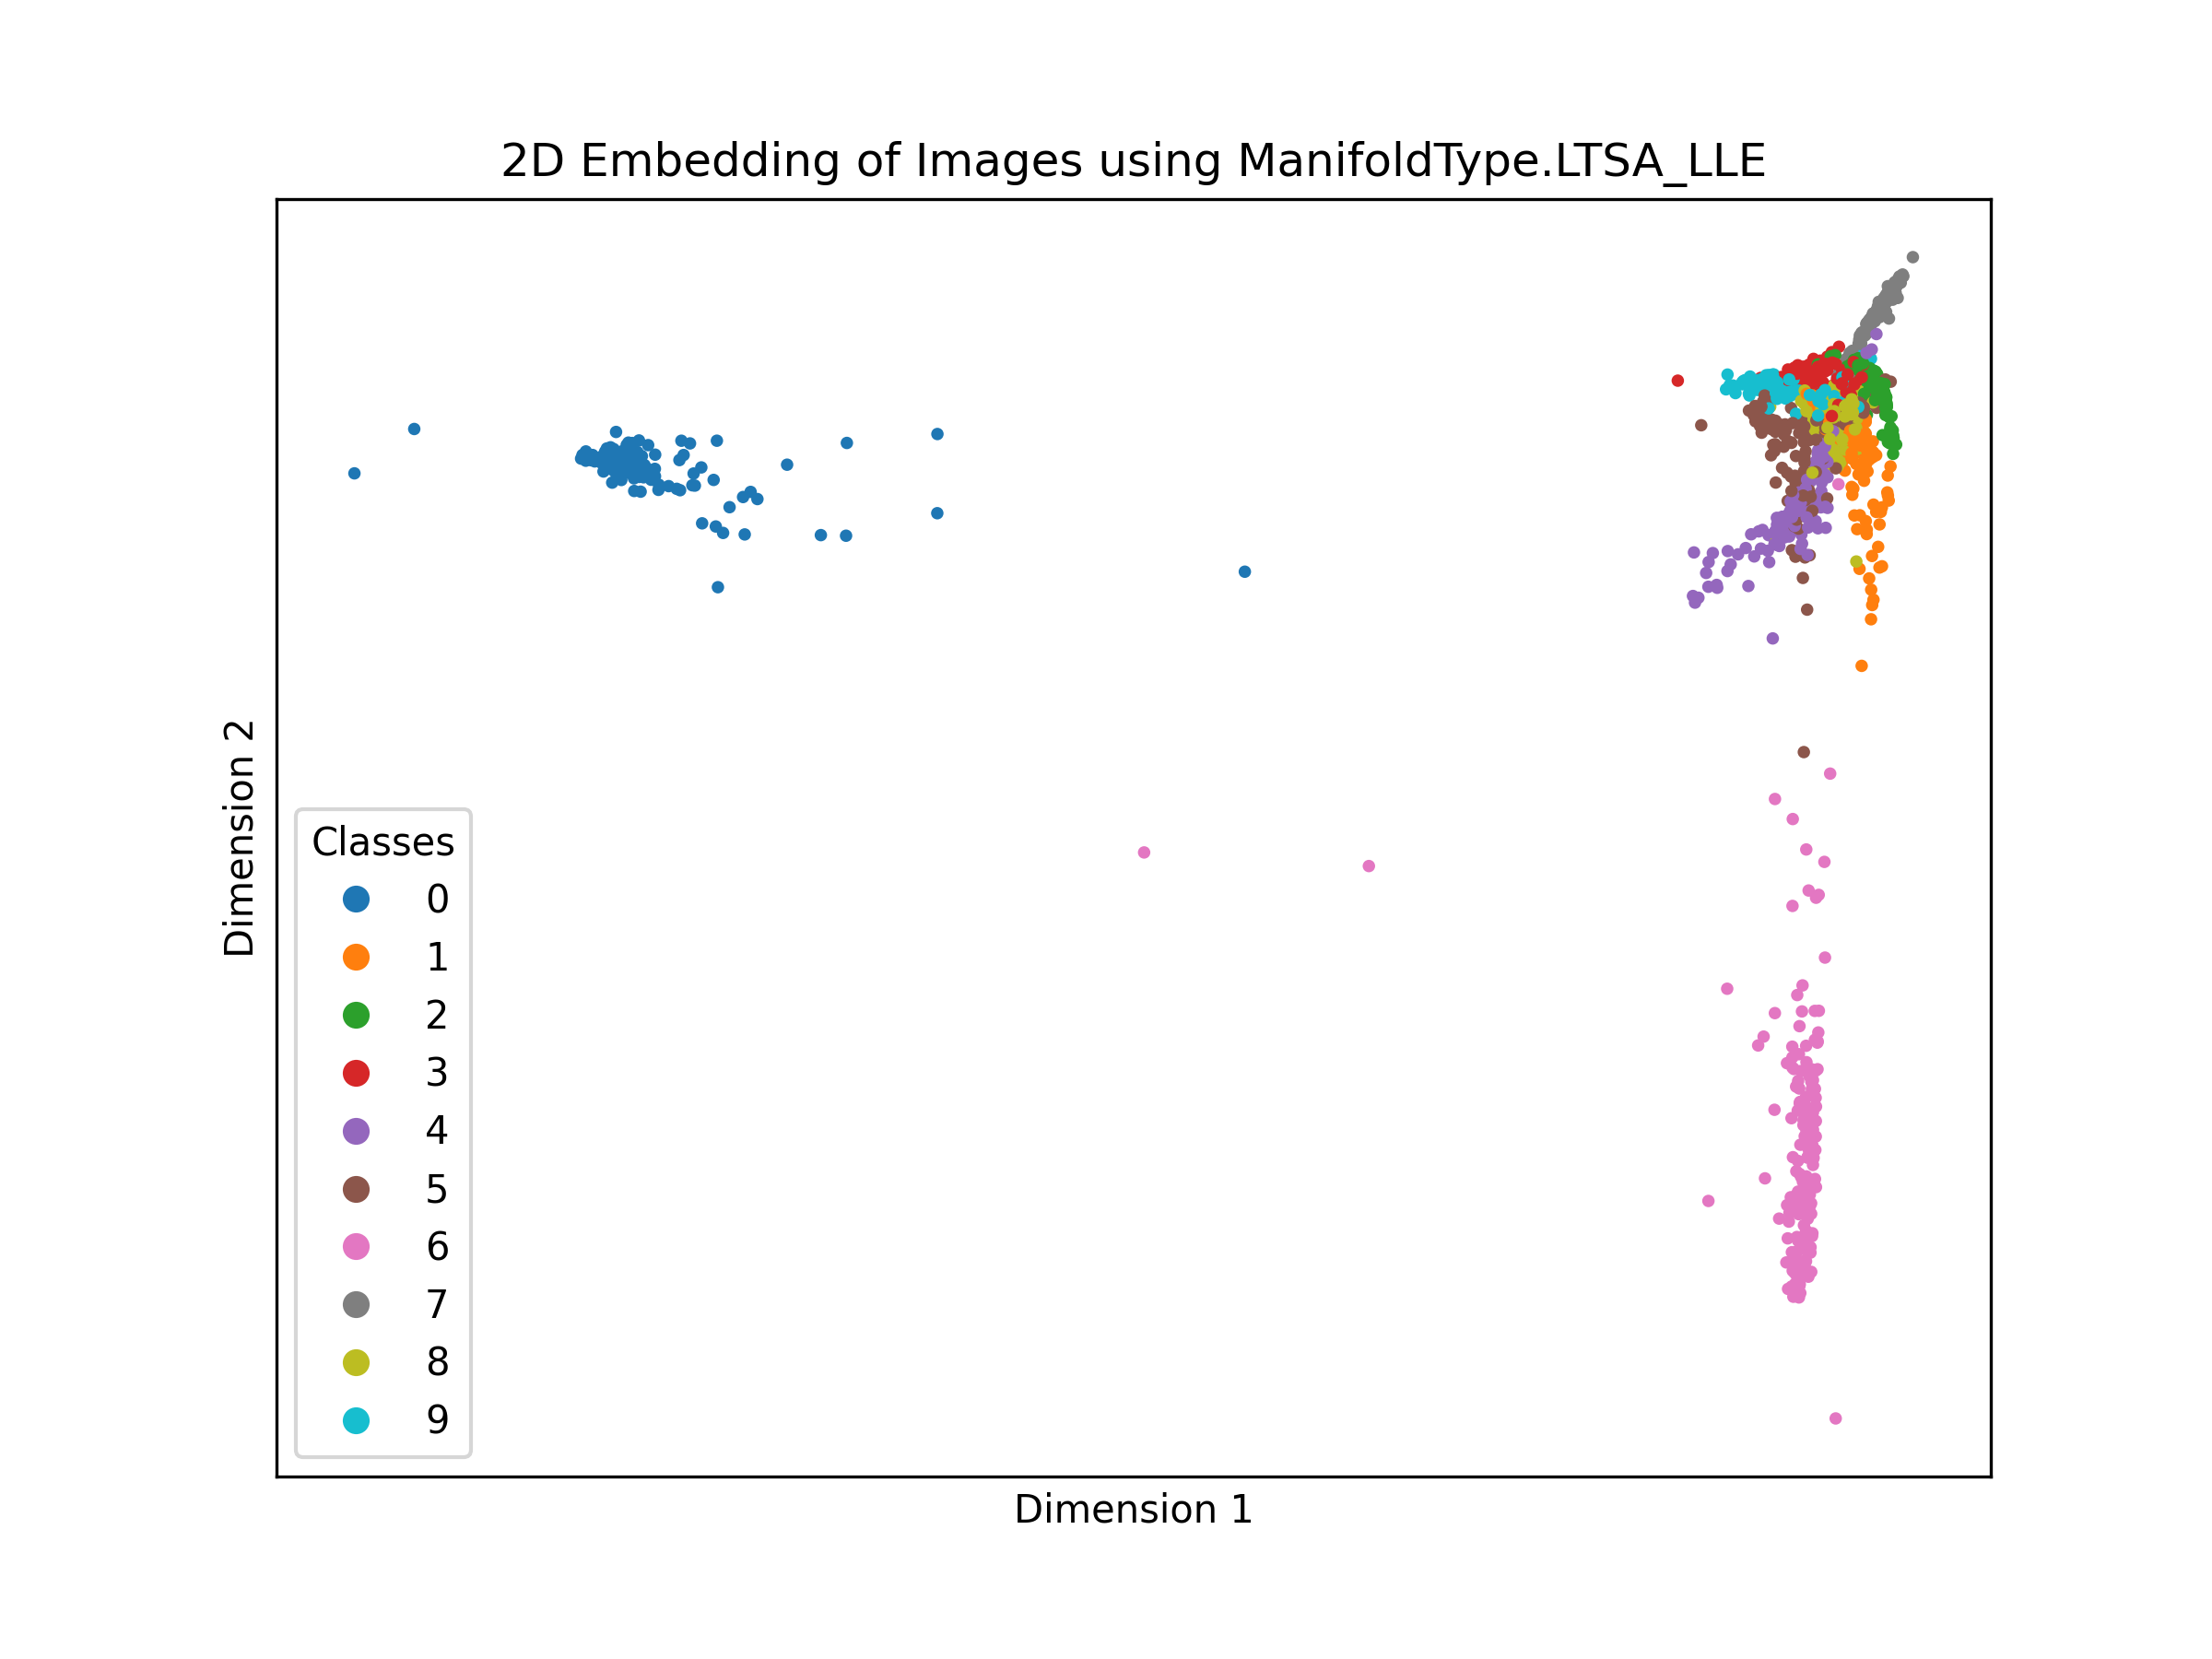 2D Embedding of Images using ManifoldType.LTSA_LLE
Dimension 2
Classes
0
1
2
3
4
5
6
7
8
9
Dimension 1